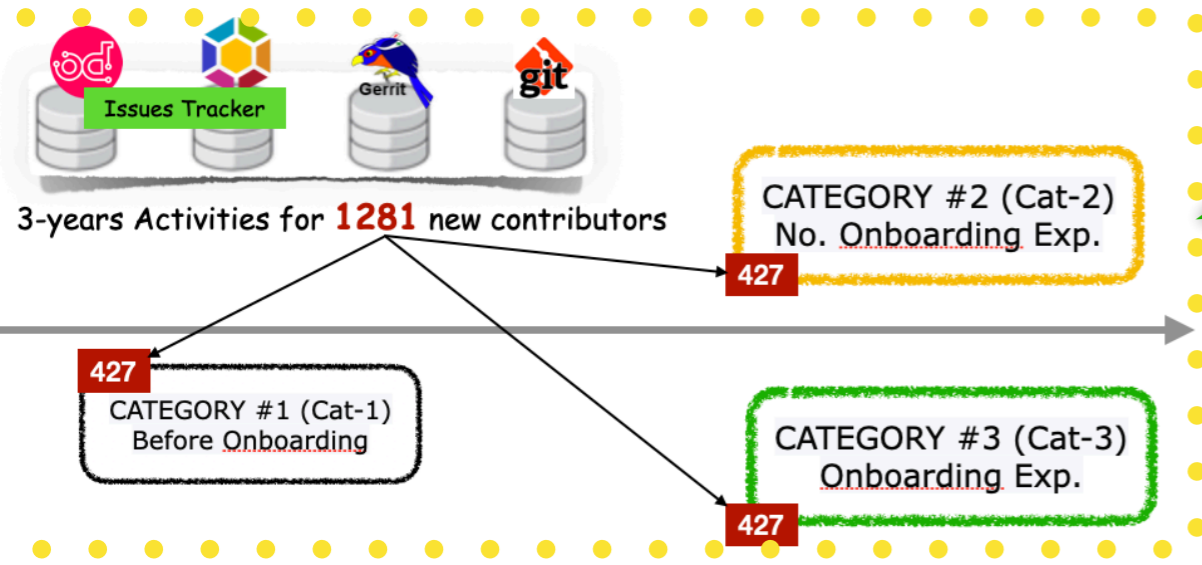 od
Issues Tracker
Gerrit
git
3-years Activities for 1281 new contributors
CATEGORY #2 (Cat-2)
No. Onboarding Exp.
427
427
CATEGORY #1 (Cat-1)
Before Onboarding
CATEGORY #3 (Cat-3)
Onboarding Exp.
427